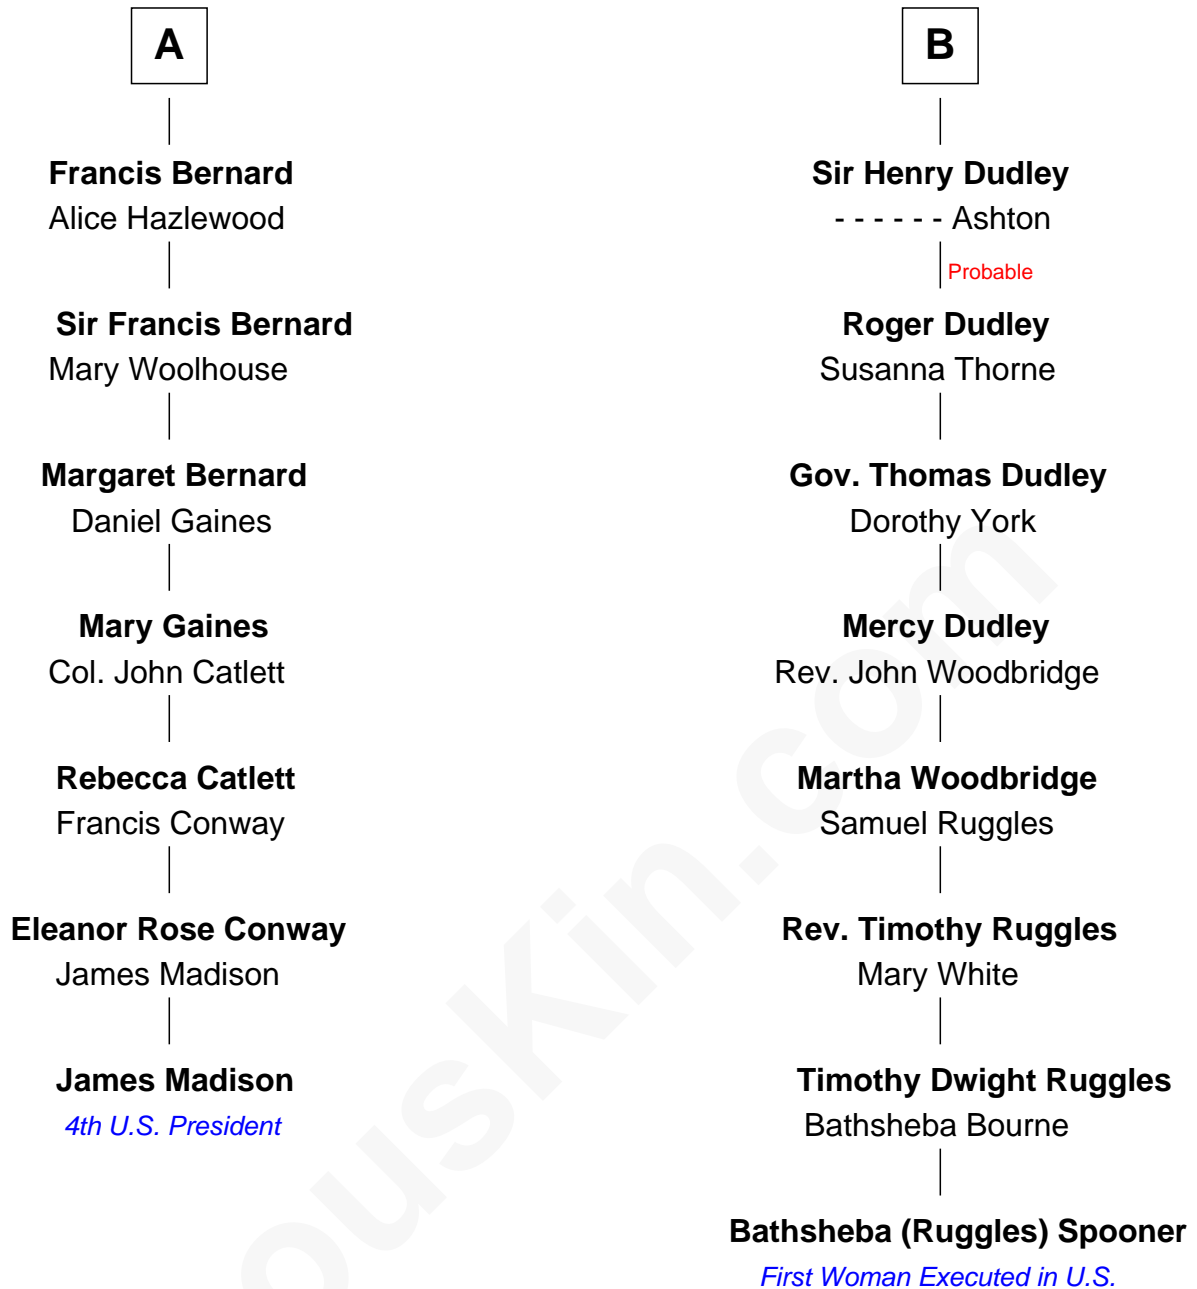 A
Francis Bernard
Alice Hazlewood
Sir Francis Bernard
Mary Woolhouse
Margaret Bernard
Daniel Gaines
Mary Gaines
Col. John Catlett
Rebecca Catlett
Francis Conway
Eleanor Rose Conway
James Madison
James Madison
4th U.S. President
B
Sir Henry Dudley
- - - - - - Ashton
Probable
Roger Dudley
Susanna Thorne
Gov. Thomas Dudley
Dorothy York
Mercy Dudley
Rev. John Woodbridge
Martha Woodbridge
Samuel Ruggles
Rev. Timothy Ruggles
Mary White
Timothy Dwight Ruggles
Bathsheba Bourne
Bathsheba (Ruggles) Spooner
First Woman Executed in U.S.
ousKin.com